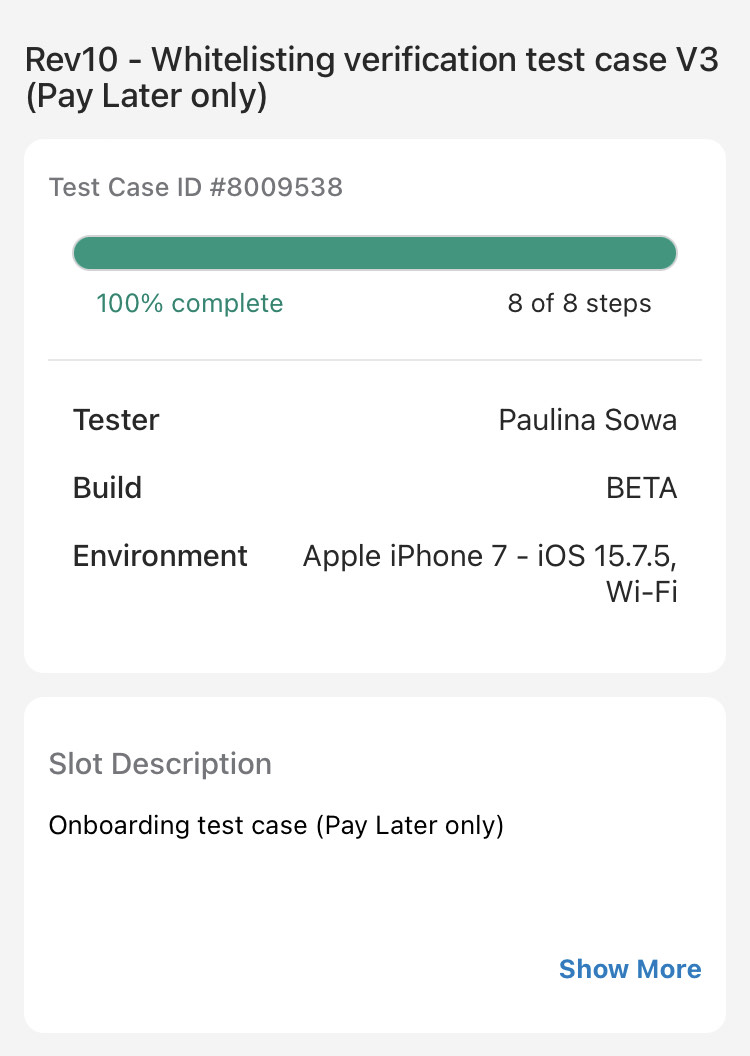 Rev10 - Whitelisting verification test case V3
(Pay Later only)
Test Case ID #8009538
100% complete
8 of 8 steps
Tester
Paulina Sowa
Build
BETA
Environment
Apple iPhone 7 - iOS 15.7.5,
Wi-Fi
Slot Description
Onboarding test case (Pay Later only)
Show More